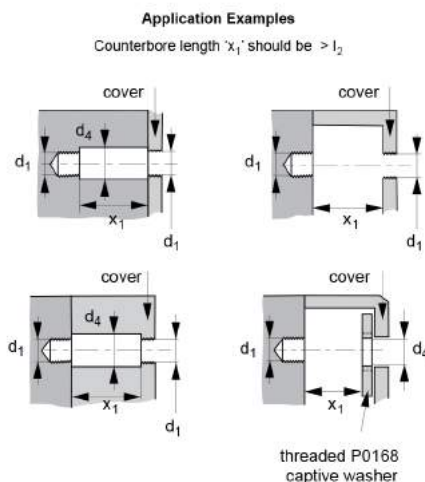 Application Examples
Counterbore length 'x₁' should be > l₂
cover
d₄
d₁
x₁
d₁
cover
d₁
x₁
d₁
cover
d₄
d₁
x₁
d₁
cover
d₁
d₄
x₁
threaded P0168
captive washer